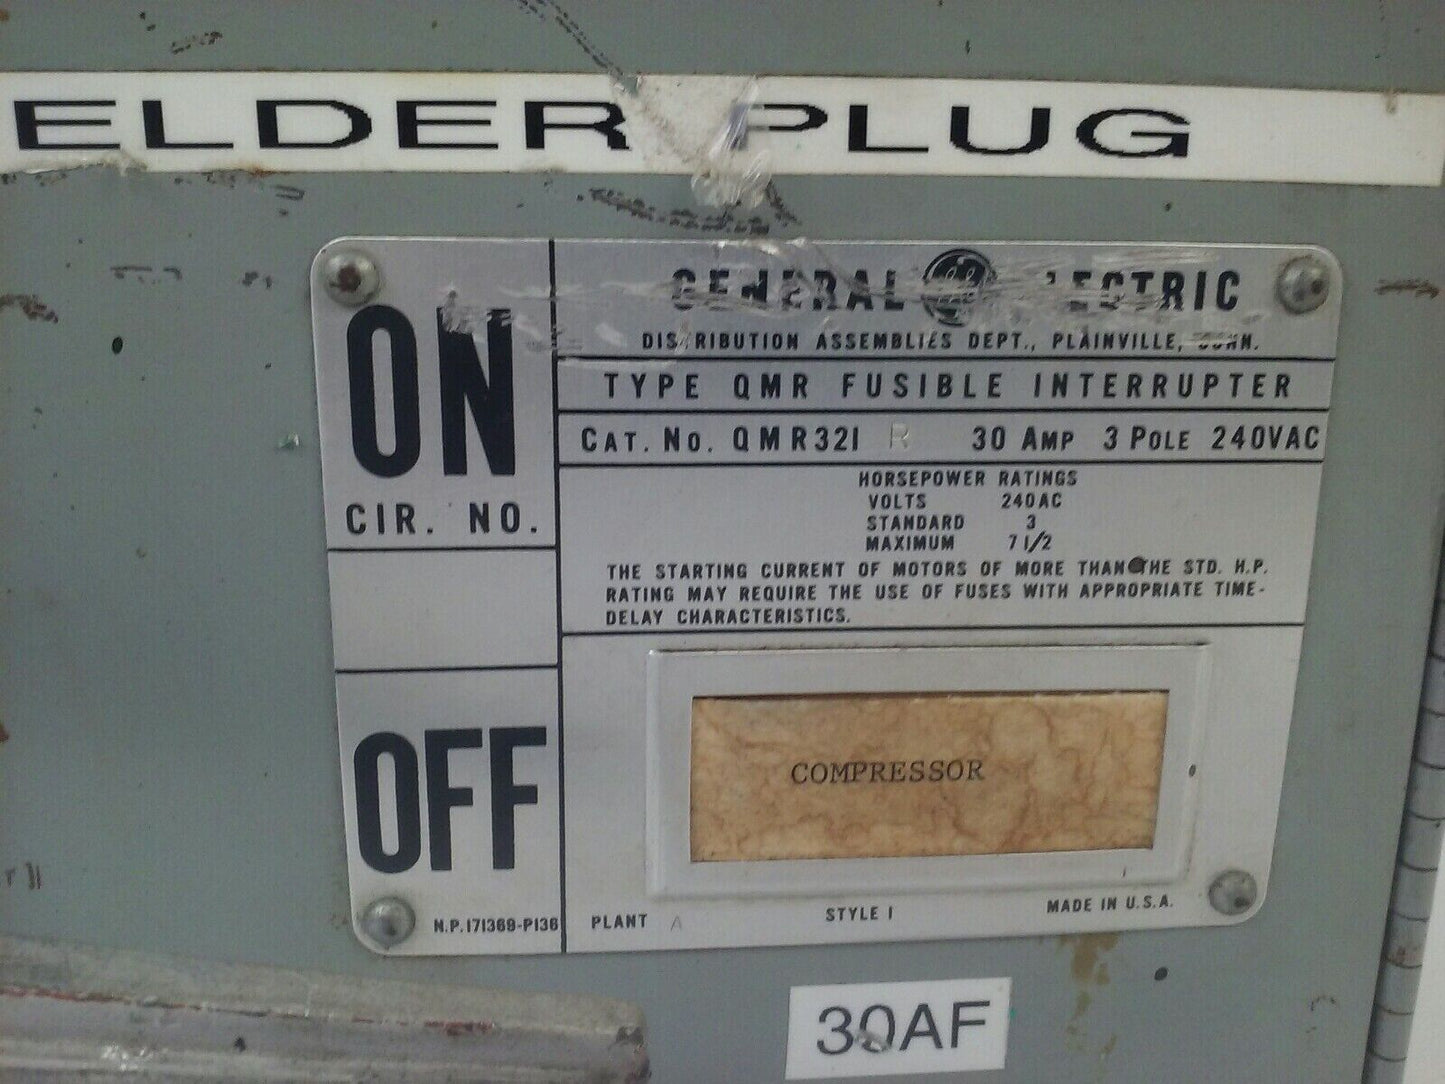 ELDER PLUG
ON
CIR. NO.
OFF
N.P. 171369-P136
GENERAL ELECTRIC
DISTRIBUTION ASSEMBLIES DEPT., PLAINVILLE, CONN.
TYPE QMR FUSIBLE INTERRUPTER
CAT. NO. QMR321 R 30 AMP 3 POLE 240VAC
HORSEPOWER RATINGS
VOLTS 240AC
STANDARD 3
MAXIMUM 7 1/2
THE STARTING CURRENT OF MOTORS OF MORE THAN THE STD. H.P.
RATING MAY REQUIRE THE USE OF FUSES WITH APPROPRIATE TIME-
DELAY CHARACTERISTICS.
COMPRESSOR
PLANT A STYLE 1 MADE IN U.S.A.
30AF